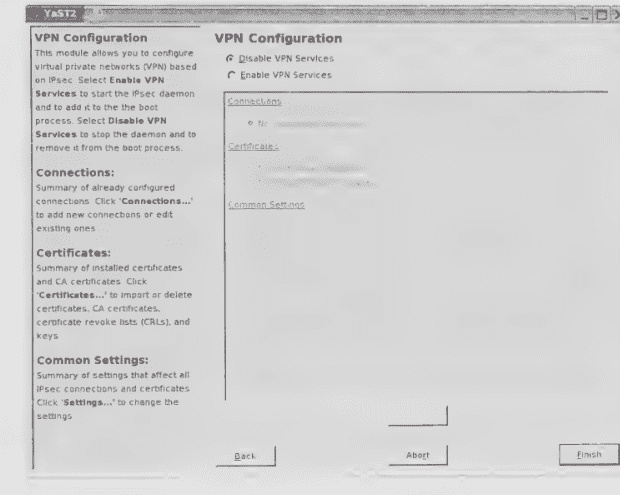 YaST2
VPN Configuration
This module allows you to configure
virtual private networks (VPN) based
on IPsec. Select Enable VPN
Services to start the IPsec daemon
and to add it to the the boot
process. Select Disable VPN
Services to stop the daemon and to
remove it from the boot process.
Connections:
Summary of already configured
connections. Click 'Connections...'
to add new connections or edit
existing ones
Certificates:
Summary of installed certificates
and CA certificates. Click
'Certificates...' to import or delete
certificates, CA certificates,
certificate revoke lists (CRLs), and
keys
Common Settings:
Summary of settings that affect all
IPsec connections and certificates
Click 'Settings...' to change the
settings
VPN Configuration
Disable VPN Services
Enable VPN Services
Connections
Certificates
Common Settings
Back
Abort
Finish